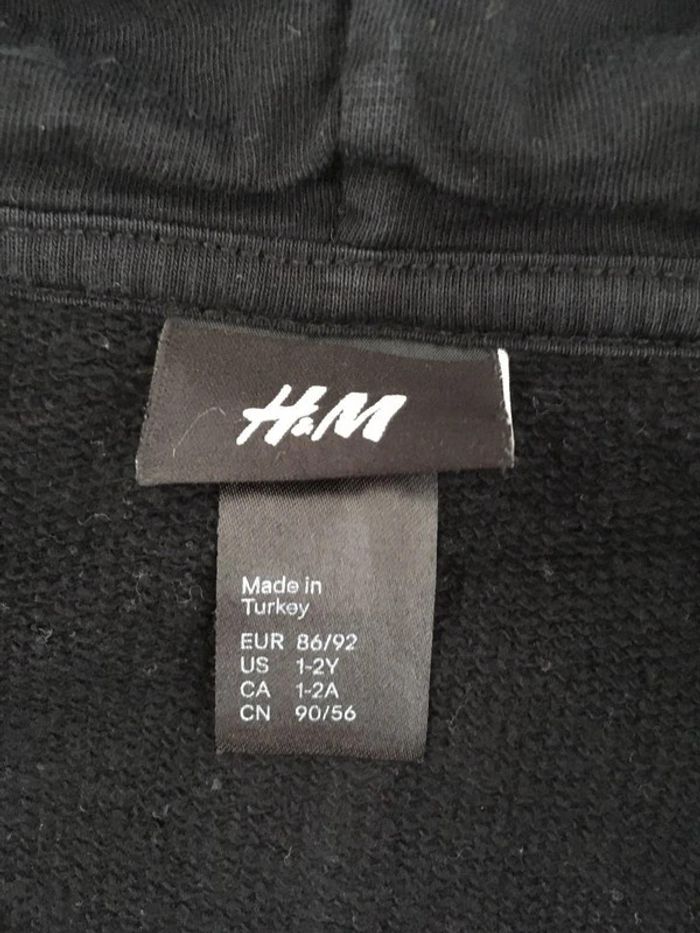 H&M
Made in
Turkey
EUR 86/92
US 1-2Y
CA 1-2A
CN 90/56